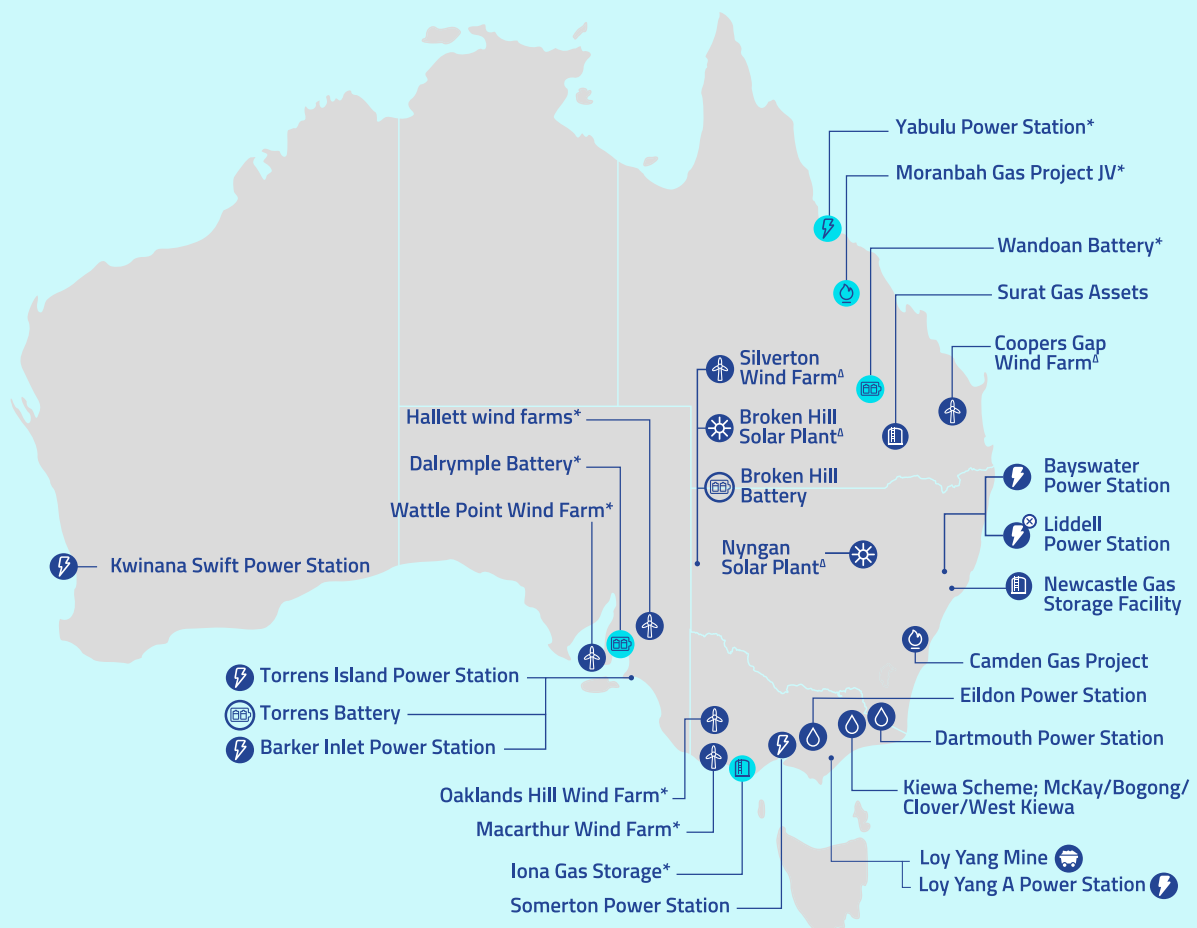 Yabulu Power Station*
Moranbah Gas Project JV*
Wandoan Battery*
Surat Gas Assets
Coopers Gap
Wind Farm^Δ
Silverton
Wind Farm^Δ
Broken Hill
Solar Plant^Δ
Broken Hill
Battery
Nyngan
Solar Plant^Δ
Hallett wind farms*
Dalrymple Battery*
Wattle Point Wind Farm*
Kwinana Swift Power Station
Bayswater
Power Station
Liddell
Power Station
Newcastle Gas
Storage Facility
Camden Gas Project
Torrens Island Power Station
Torrens Battery
Barker Inlet Power Station
Eildon Power Station
Dartmouth Power Station
Kiewa Scheme; McKay/Bogong/
Clover/West Kiewa
Oaklands Hill Wind Farm*
Macarthur Wind Farm*
Iona Gas Storage*
Somerton Power Station
Loy Yang Mine
Loy Yang A Power Station